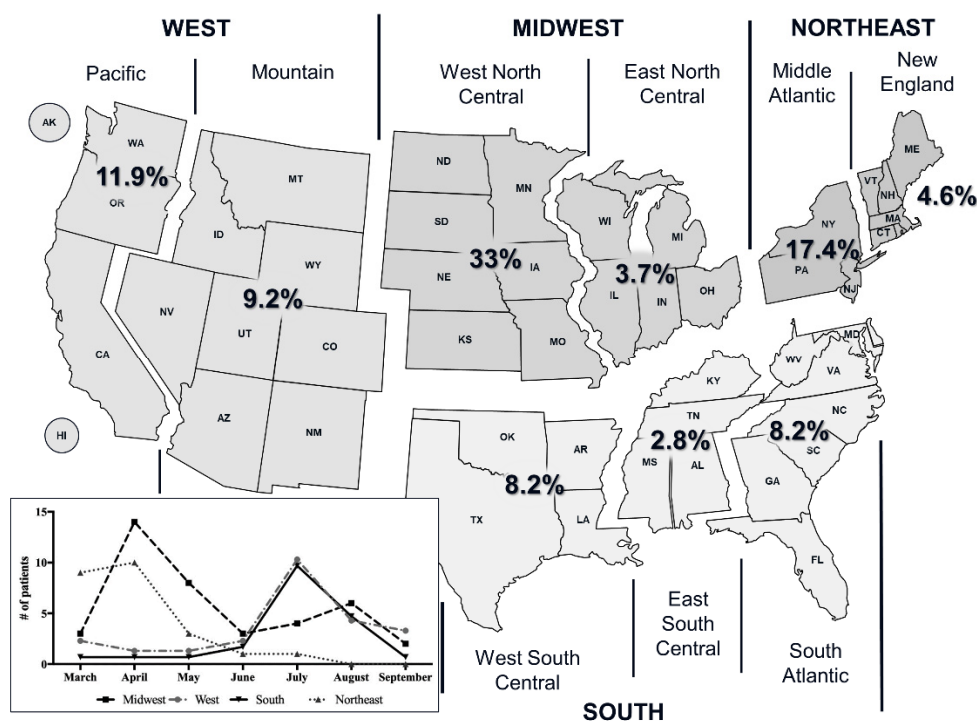 WEST
MIDWEST
NORTHEAST
Pacific
Mountain
West North
Central
East North
Central
Middle
Atlantic
New
England
AK
WA
11.9%
OR
MT
ID
WY
9.2%
NV
UT
CO
CA
AZ
NM
HI
ND
MN
SD
33%
NE
IA
KS
MO
WI
MI
3.7%
IL
IN
OH
ME
VT
NH
4.6%
MA
CT
NY
17.4%
PA
NJ
MD
WV
VA
KY
NC
TN
2.8%
8.2%
SC
MS
AL
GA
FL
OK
AR
8.2%
TX
LA
West South
Central
East
South
Central
South
Atlantic
SOUTH
# of patients
15
10
5
0
March April May June July August September
Midwest West South Northeast